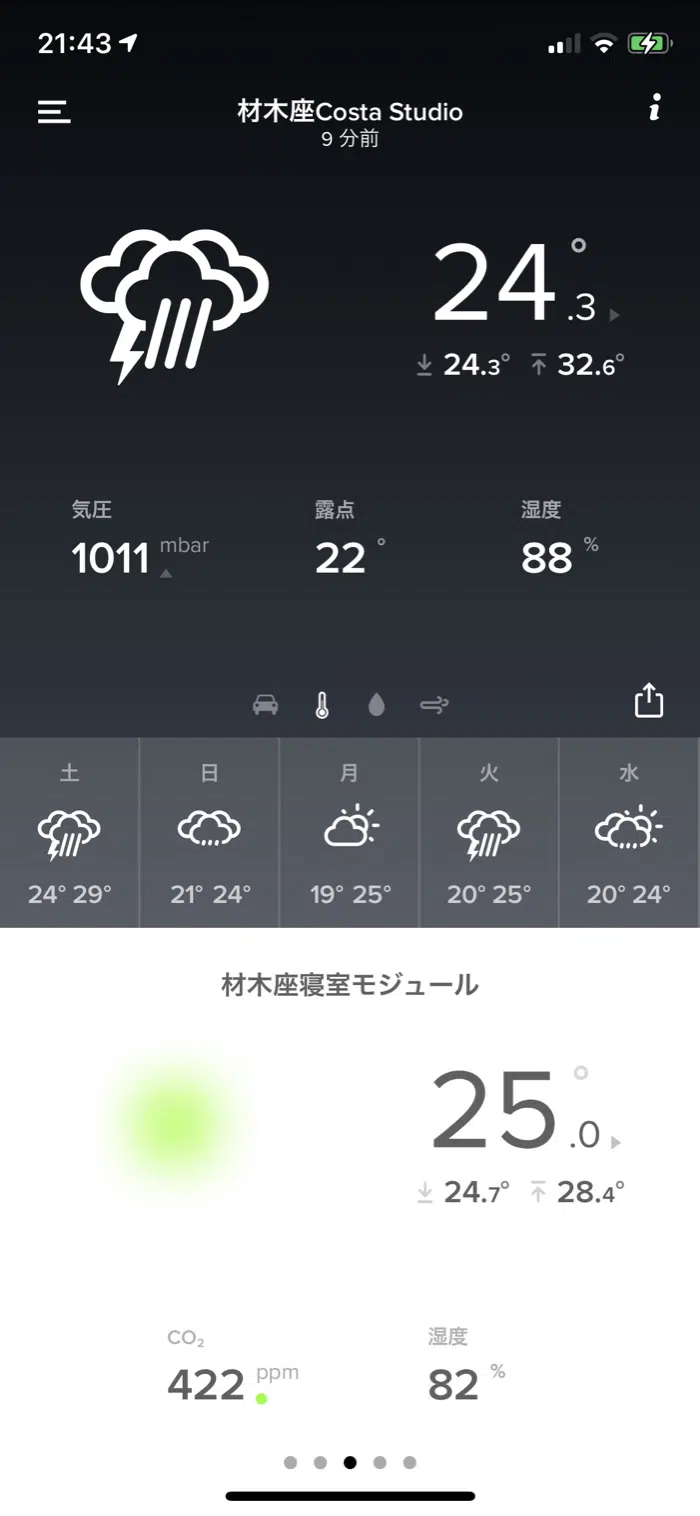 21:43
材木座Costa Studio
9 分前
24.3°
24.3° 32.6°
気圧 露点 湿度
1011 mbar 22° 88 %
土 日 月 火 水
24° 29° 21° 24° 19° 25° 20° 25° 20° 24°
材木座寝室モジュール
25.0°
24.7° 28.4°
CO₂ 湿度
422 ppm 82 %